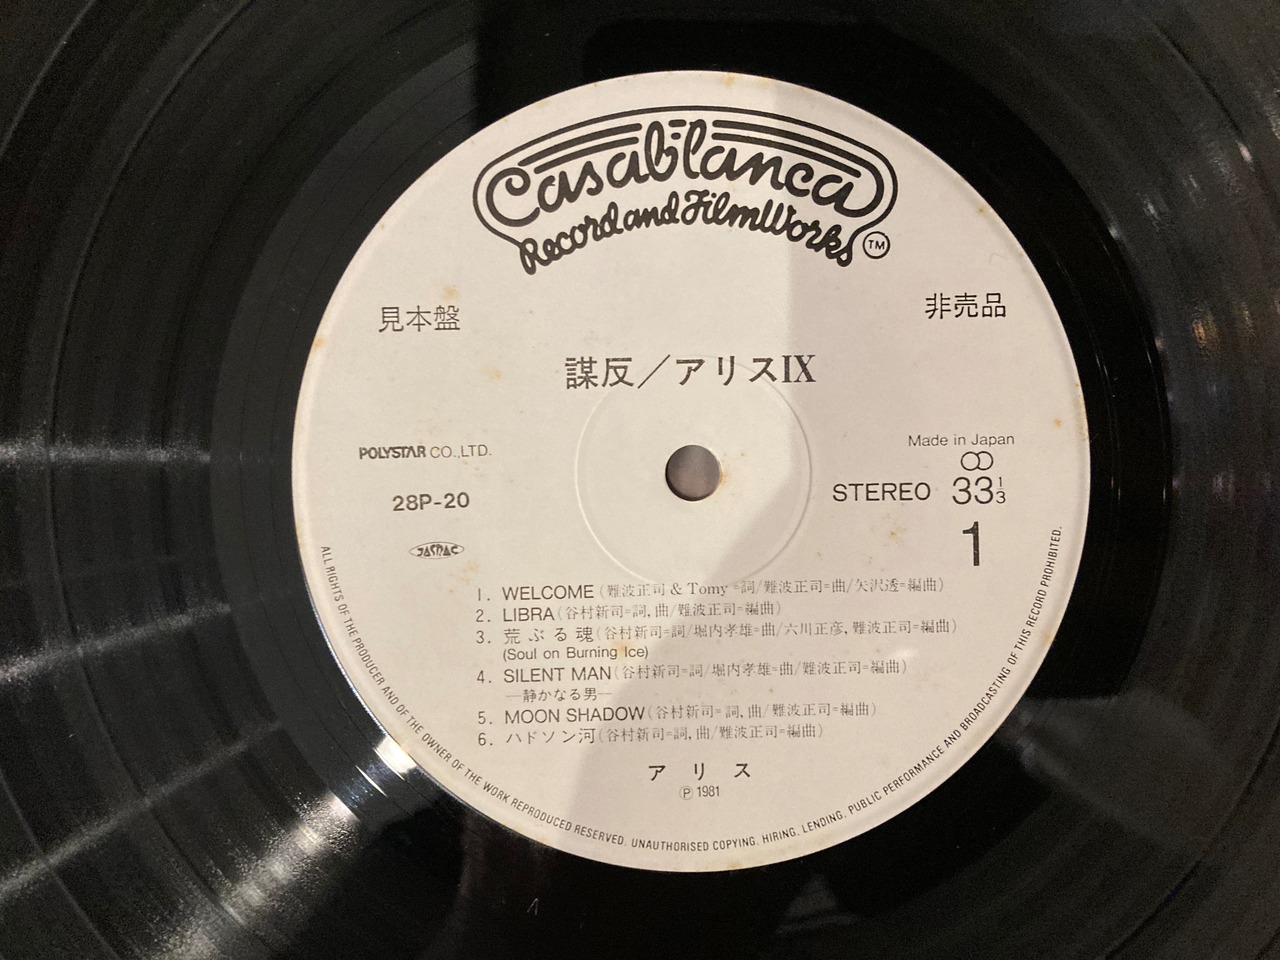 Casablanca
Record and FilmWorks TM
見本盤
非売品
謀反／アリスIX
POLYSTAR CO.,LTD.
28P-20
JASRAC
Made in Japan
STEREO 33 1/3
1
1. WELCOME (難波正司 & Tomy=詞/難波正司=曲/矢沢透=編曲)
2. LIBRA (谷村新司=詞,曲/難波正司=編曲)
3. 荒ぶる魂 (谷村新司=詞/堀内孝雄=曲/六川正彦,難波正司=編曲)
(Soul on Burning Ice)
4. SILENT MAN (谷村新司=詞/堀内孝雄=曲/難波正司=編曲)
—静かなる男—
5. MOON SHADOW (谷村新司=詞,曲/難波正司=編曲)
6. ハドソン河 (谷村新司=詞,曲/難波正司=編曲)
アリス
Ⓟ 1981
ALL RIGHTS OF THE PRODUCER AND OF THE OWNER OF THE WORK REPRODUCED RESERVED. UNAUTHORISED COPYING, HIRING, LENDING, PUBLIC PERFORMANCE AND BROADCASTING OF THIS RECORD PROHIBITED.